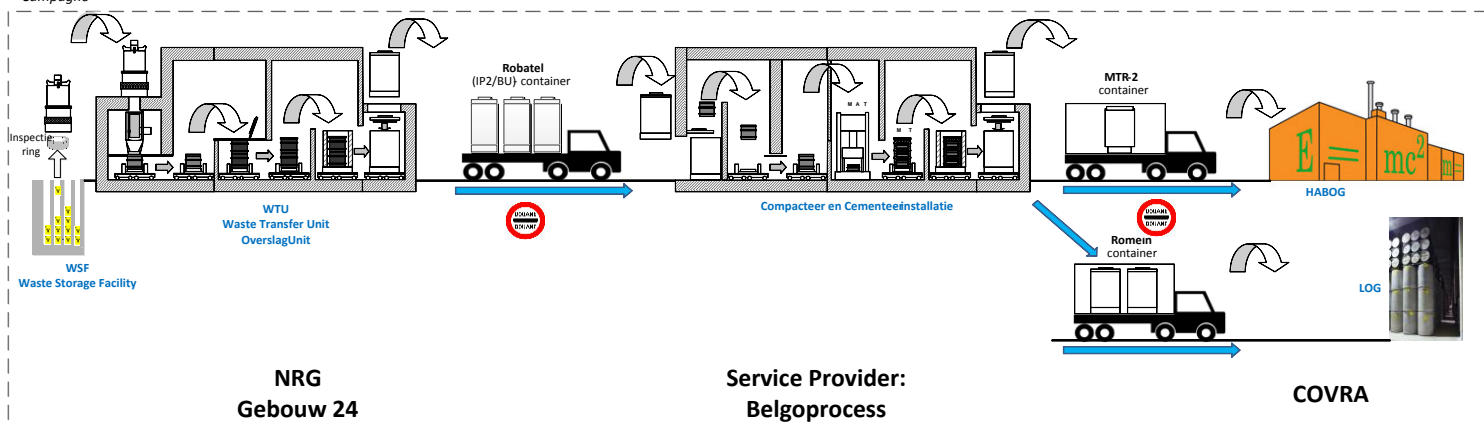 Campagne
Inspectie
ring
WSF
Waste Storage Facility
WTU
Waste Transfer Unit
OverslagUnit
NRG
Gebouw 24
Robatel
(IP2/BU)- container
DOUANE
DOUANE
M A T
M T
Compacteer en Cementeerinstallatie
Service Provider:
Belgoprocess
MTR-2
container
DOUANE
DOUANE
Romein
container
E = mc²
m=
HABOG
LOG
COVRA